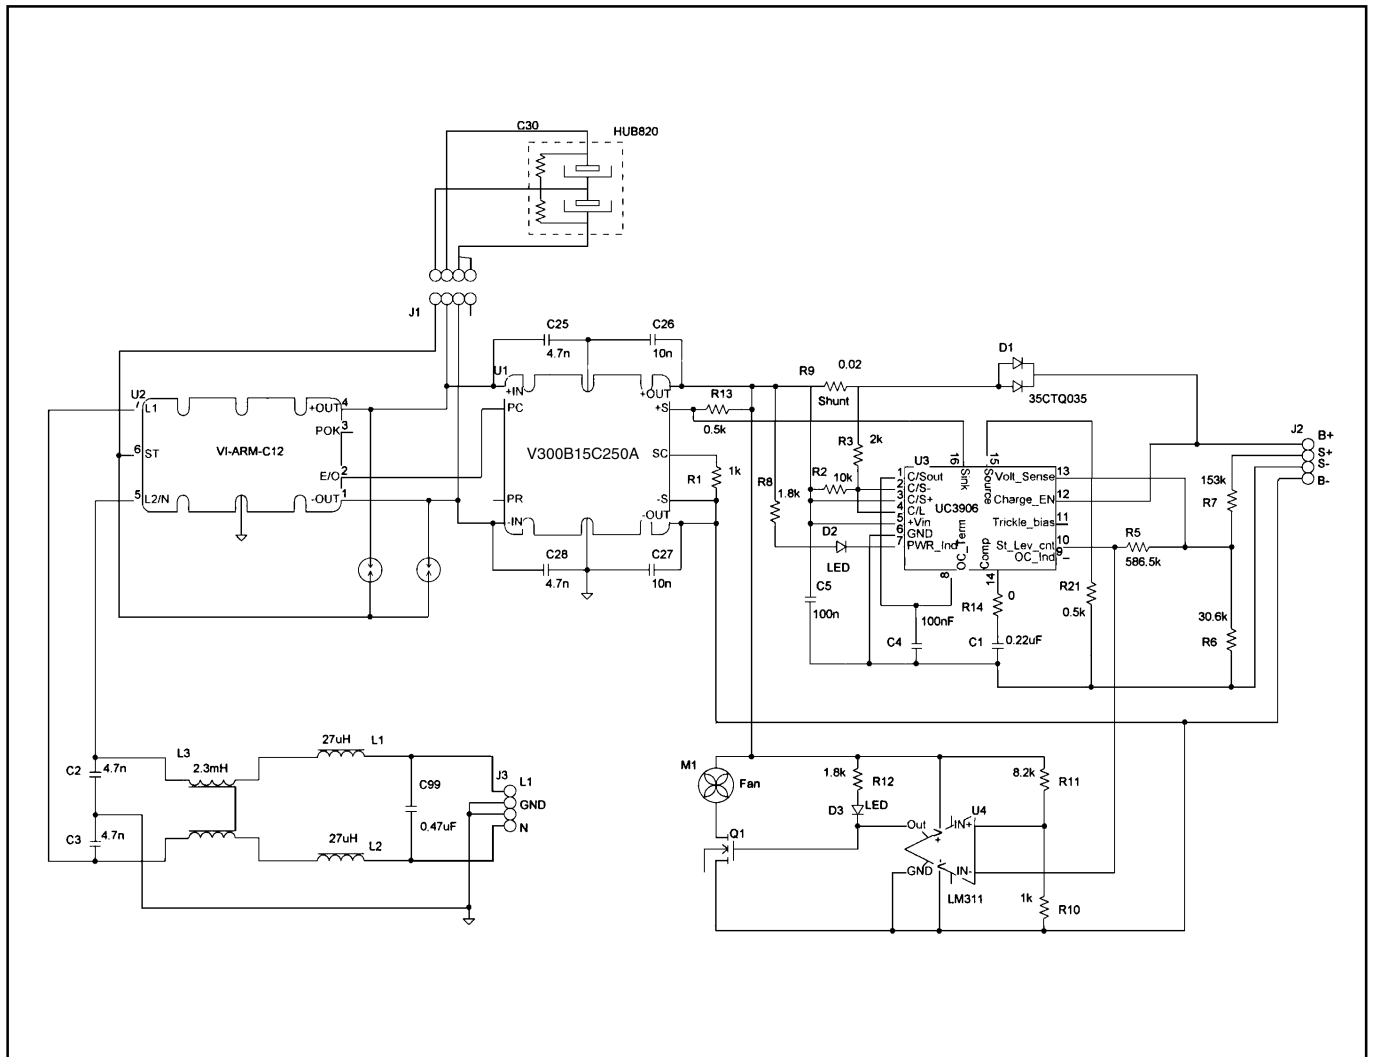 C30
HUB820
J1
C25
4.7n
C26
10n
U1
+IN
PC
PR
-IN
+OUT
+S
SC
-S
-OUT
V300B15C250A
C28
4.7n
C27
10n
R13
0.5k
R1
1k
U2
L1
6
ST
5
L2/N
VI-ARM-C12
+OUT
4
POK
3
E/O
2
-OUT
1
R9
0.02
Shunt
D1
35CTQ035
R3
2k
R2
10k
R8
1.8k
D2
LED
C5
100n
U3
UC3906
1
2
3
4
5
6
7
C/Sout
C/S-
C/S+
C/L
+Vin
GND
PWR_Ind
16
Sink
15
Source
8
OC_Term
14
Comp
Volt_Sense
13
Charge_EN
12
Trickle_bias
11
St_Lev_cnt
10
OC_Ind
9
R5
586.5k
J2
B+
S+
S-
B-
153k
R7
30.6k
R6
R21
0.5k
R14
0
C1
0.22uF
100nF
C4
L3
2.3mH
27uH
L1
C2
4.7n
C3
4.7n
27uH
L2
C99
0.47uF
J3
L1
GND
N
M1
Fan
Q1
1.8k
R12
LED
D3
8.2k
R11
U4
Out
IN+
+
-
GND
IN-
LM311
1k
R10